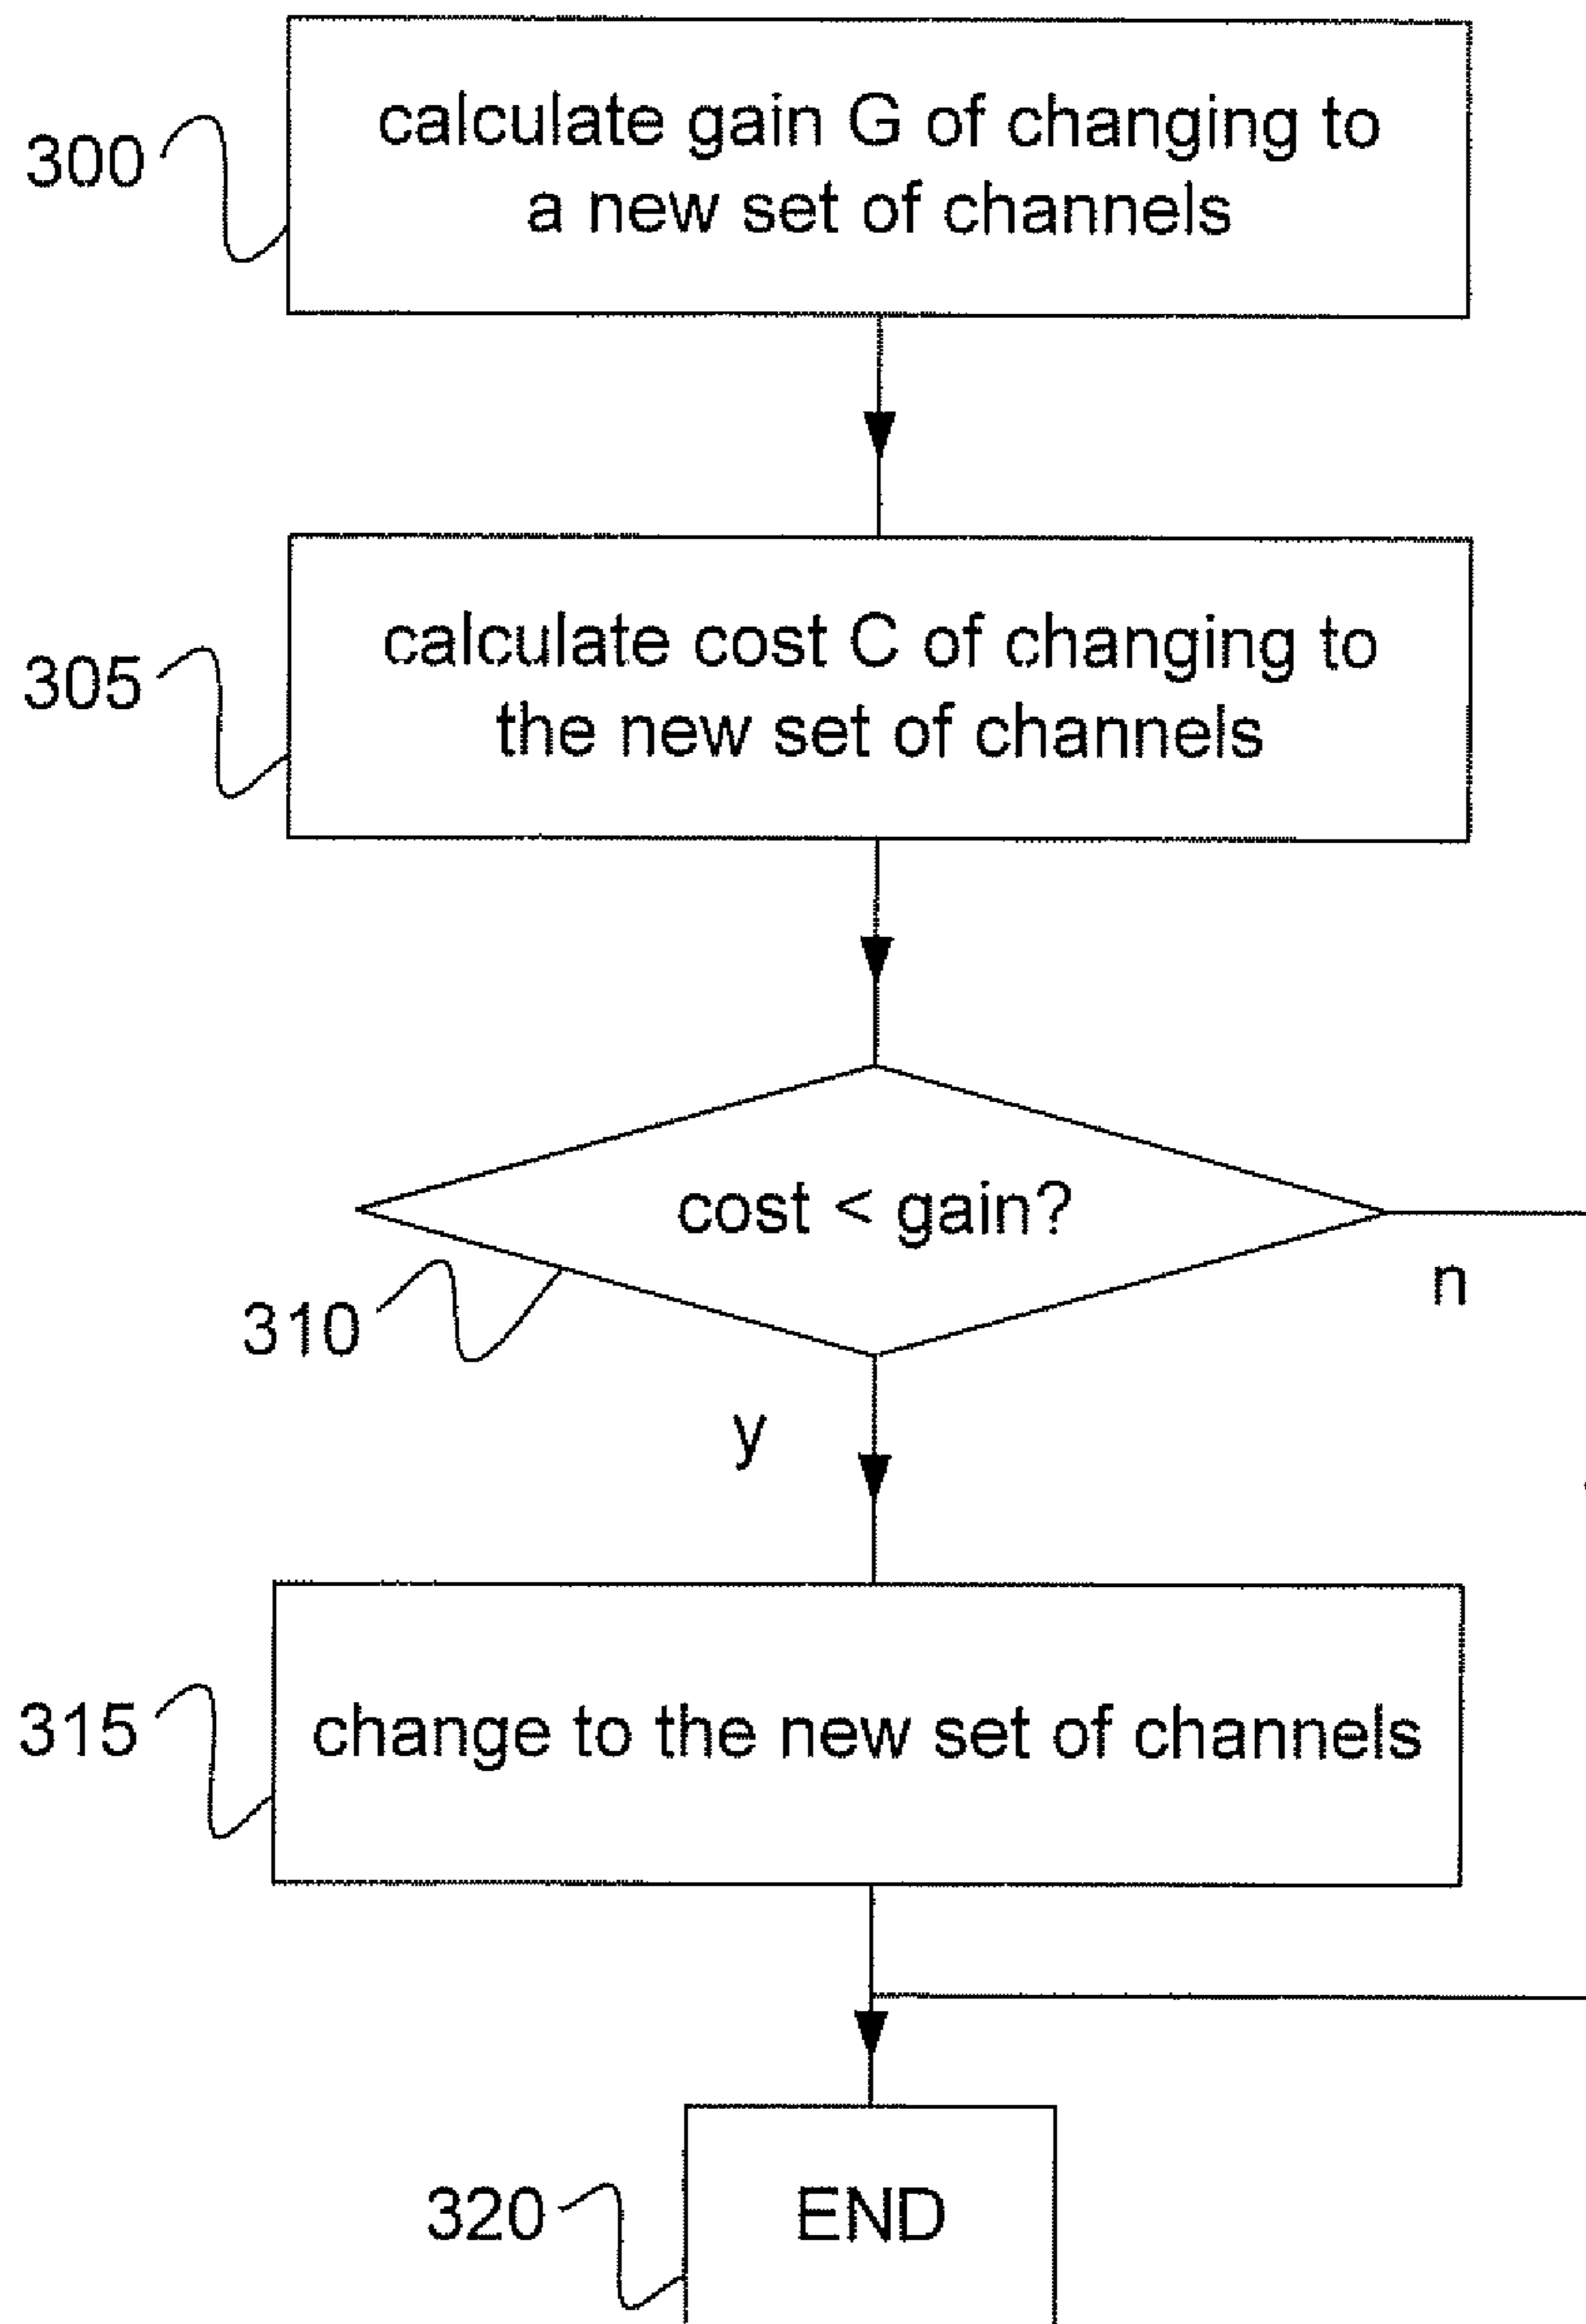 300
calculate gain G of changing to
a new set of channels
305
calculate cost C of changing to
the new set of channels
cost < gain?
n
310
y
315
change to the new set of channels
320
END